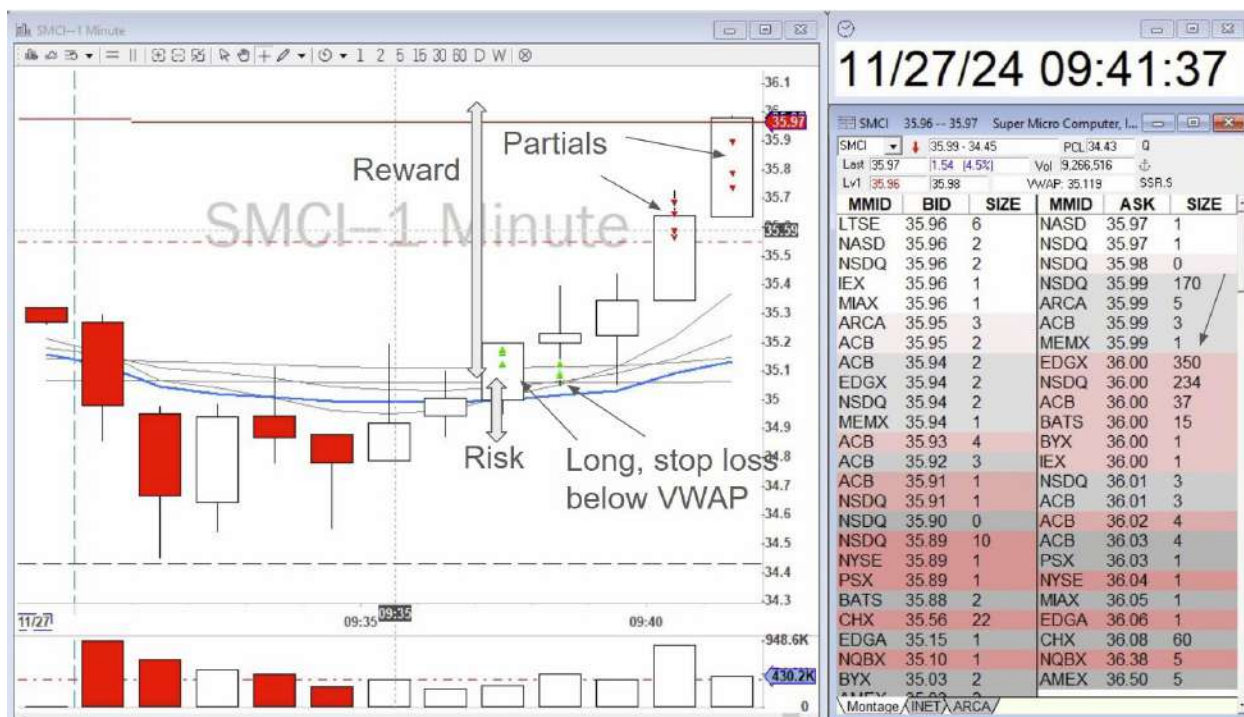 SMCI--1 Minute
1 2 5 15 30 60 D W
36.1
35.97
35.9
35.8
35.7
35.59
35.5
35.4
35.3
35.2
35.1
35
34.9
34.8
34.7
34.6
34.5
34.4
34.3
SMCI--1 Minute
Reward
Partials
Risk
Long, stop loss
below VWAP
11/27
09:35
09:35
09:40
948.6K
430.2K
0
11/27/24 09:41:37
SMCI 35.96 -- 35.97 Super Micro Computer, I...
SMCI 35.99 - 34.45 PCL 34.43 Q
Last 35.97 1.54 (4.5%) Vol 9,266,516
Lv1 35.96 35.98 VWAP: 35.119 SSR.S
MMID BID SIZE MMID ASK SIZE
LTSE 35.96 6 NASD 35.97 1
NASD 35.96 2 NSDQ 35.97 1
NSDQ 35.96 2 NSDQ 35.98 0
IEX 35.96 1 NSDQ 35.99 170
MIAX 35.96 1 ARCA 35.99 5
ARCA 35.95 3 ACB 35.99 3
ACB 35.95 2 MEMX 35.99 1
ACB 35.94 2 EDGX 36.00 350
EDGX 35.94 2 NSDQ 36.00 234
NSDQ 35.94 2 ACB 36.00 37
MEMX 35.94 1 BATS 36.00 15
ACB 35.93 4 BYX 36.00 1
ACB 35.92 3 IEX 36.00 1
ACB 35.91 1 NSDQ 36.01 3
NSDQ 35.91 1 ACB 36.01 3
NSDQ 35.90 0 ACB 36.02 4
NSDQ 35.89 10 ACB 36.03 4
NYSE 35.89 1 PSX 36.03 1
PSX 35.89 1 NYSE 36.04 1
BATS 35.88 2 MIAX 36.05 1
CHX 35.56 22 EDGA 36.06 1
EDGA 35.15 1 CHX 36.08 60
NQBX 35.10 1 NQBX 36.38 5
BYX 35.03 2 AMEX 36.50 5
Montage INET ARCA